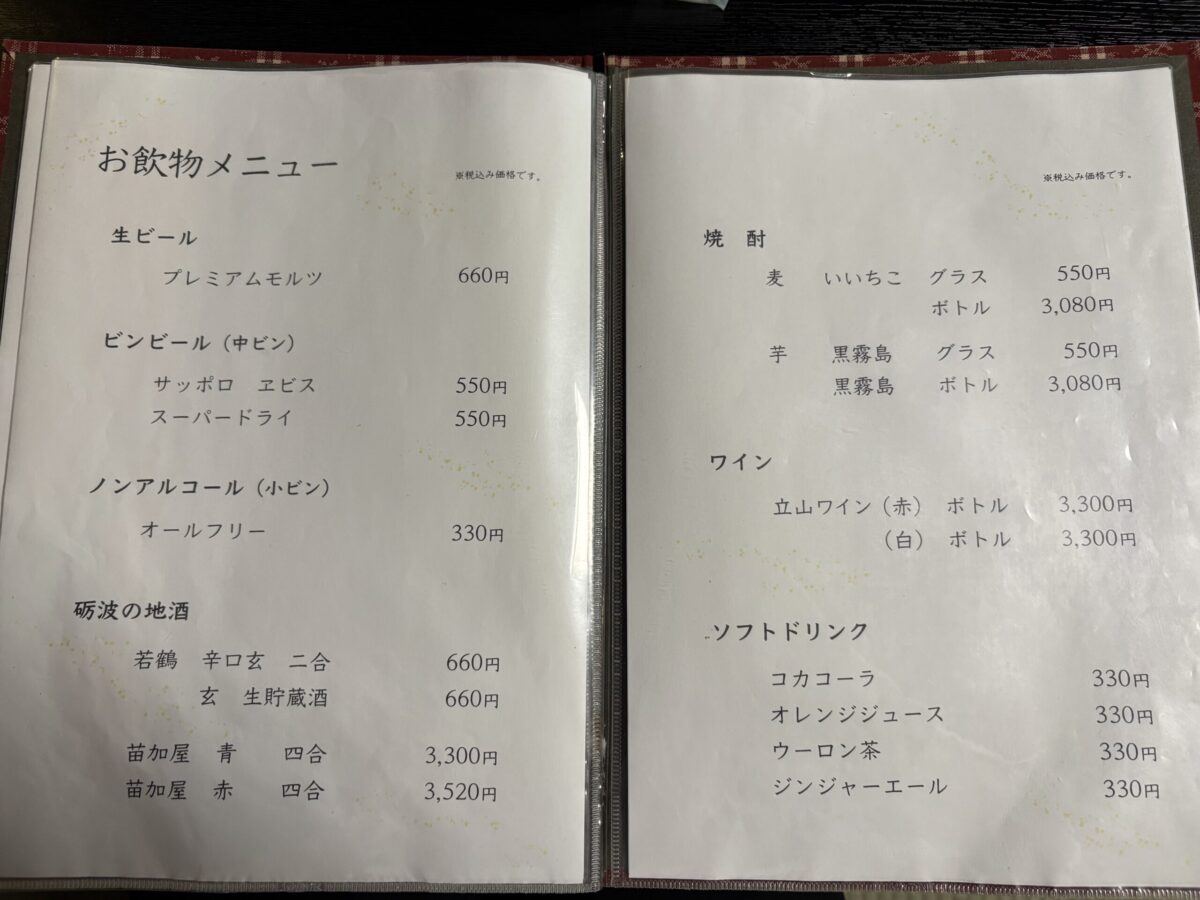 お飲物メニュー
※税込み価格です。
生ビール
プレミアムモルツ 660円
ビンビール（中ビン）
サッポロ ヱビス 550円
スーパードライ 550円
ノンアルコール（小ビン）
オールフリー 330円
砺波の地酒
若鶴 辛口玄 二合 660円
玄 生貯蔵酒 660円
苗加屋 青 四合 3,300円
苗加屋 赤 四合 3,520円
※税込み価格です。
焼 酎
麦 いいちこ グラス 550円
ボトル 3,080円
芋 黒霧島 グラス 550円
黒霧島 ボトル 3,080円
ワイン
立山ワイン（赤） ボトル 3,300円
（白） ボトル 3,300円
ソフトドリンク
コカコーラ 330円
オレンジジュース 330円
ウーロン茶 330円
ジンジャーエール 330円